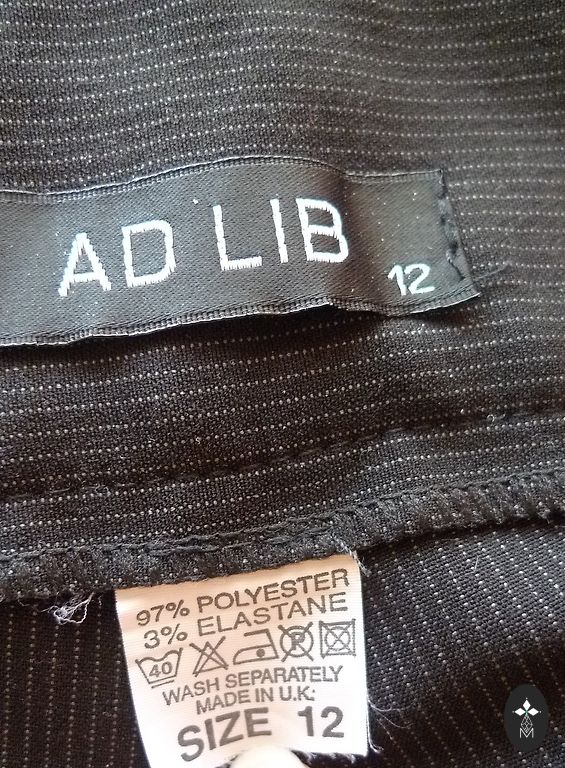 AD LIB
12
97% POLYESTER
3% ELASTANE
40
WASH SEPARATELY
MADE IN U.K:
SIZE 12
M